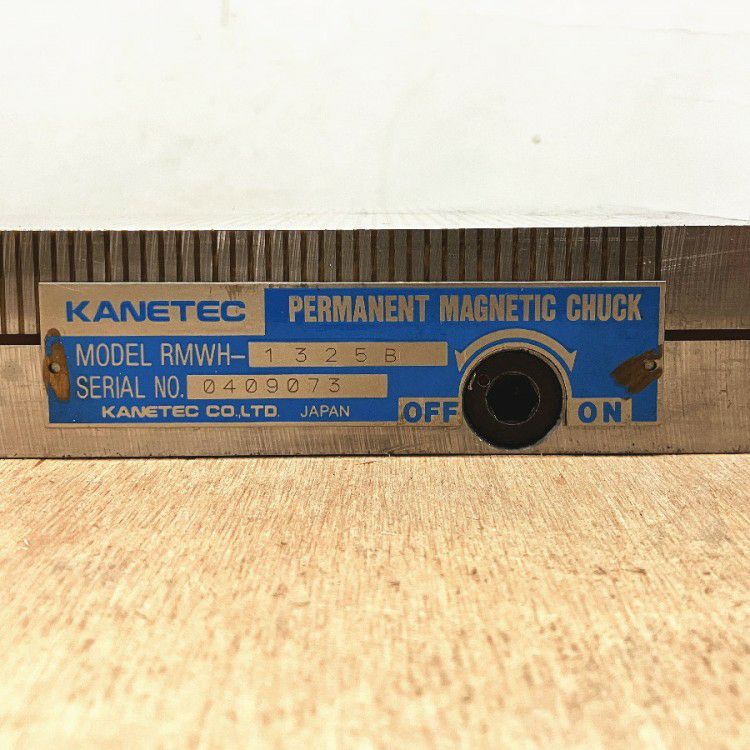 KANETEC PERMANENT MAGNETIC CHUCK
MODEL RMWH-1325B
SERIAL NO. 0409073
KANETEC CO.,LTD. JAPAN
OFF ON